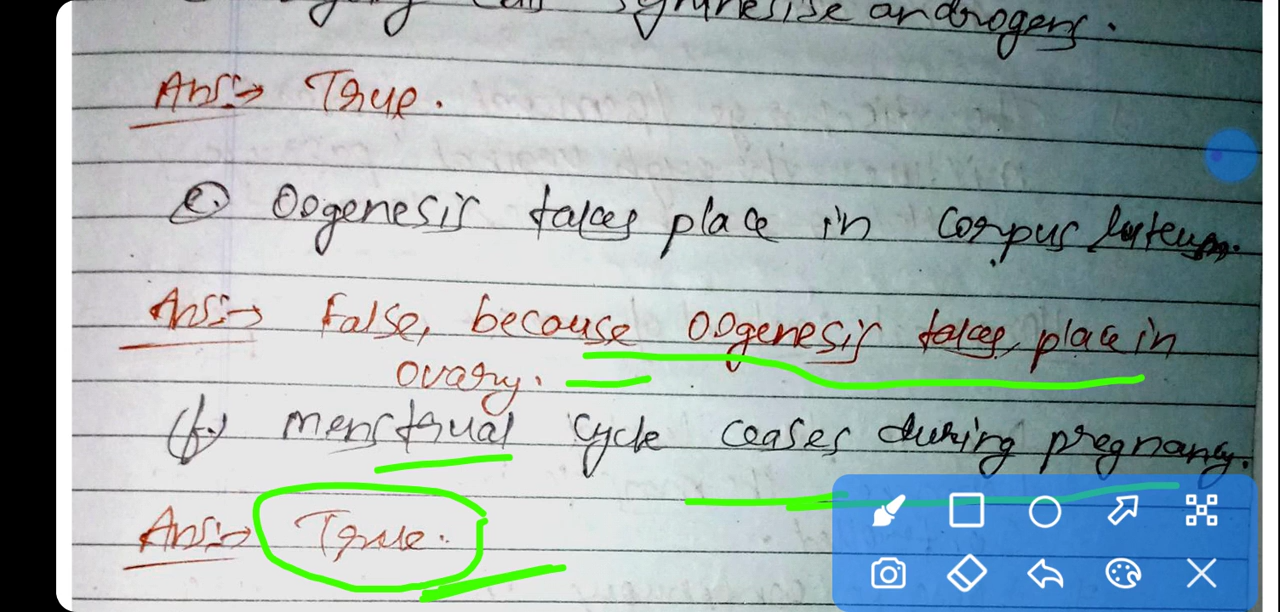 synthesise androgens.
Ans:→ True.
e. Oogenesis takes place in corpus luteum.
Ans:→ False, because oogenesis takes place in
ovary.
(f.) menstrual cycle ceases during pregnancy.
Ans:→ True.